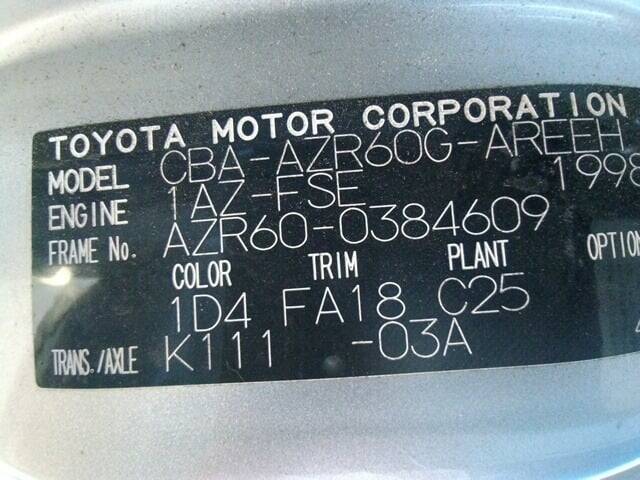 TOYOTA MOTOR CORPORATION
MODEL CBA-AZR60G-AREEH
ENGINE 1AZ-FSE 1998
FRAME No. AZR60-0384609
COLOR TRIM PLANT OPTION
1D4 FA18 C25
TRANS./AXLE K111 -03A